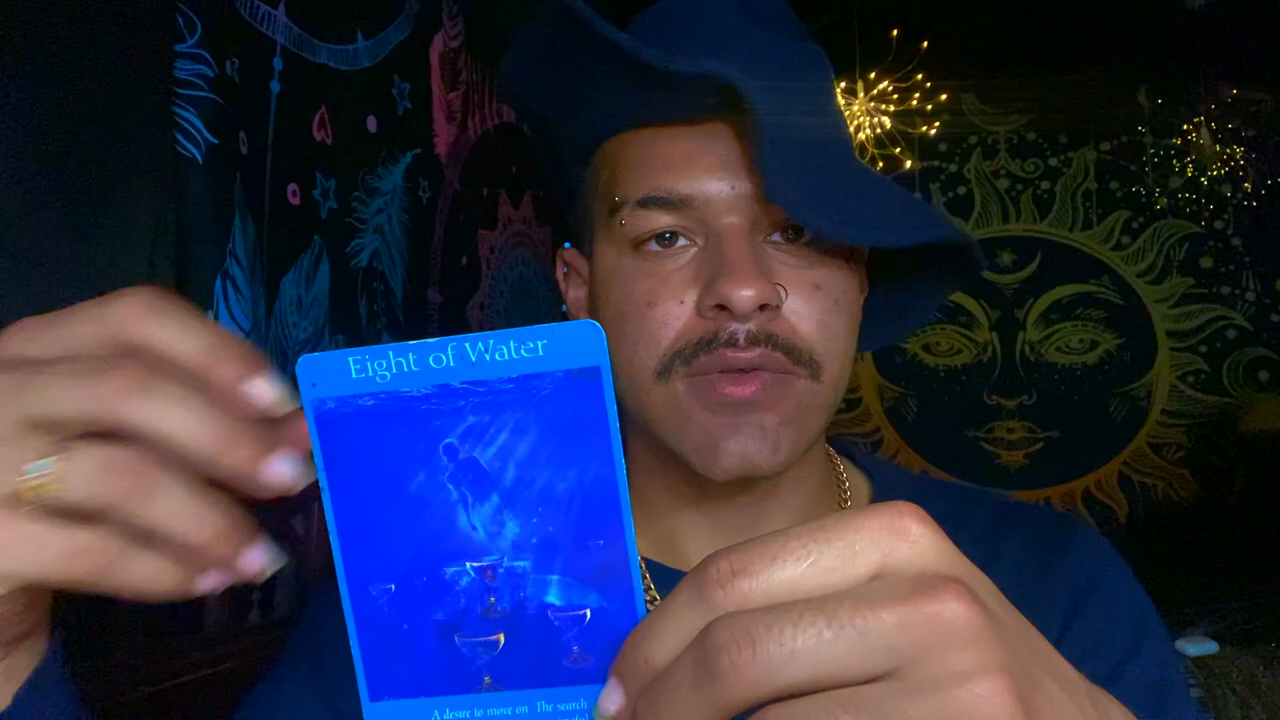 Eight of Water
A desire to move on. The search